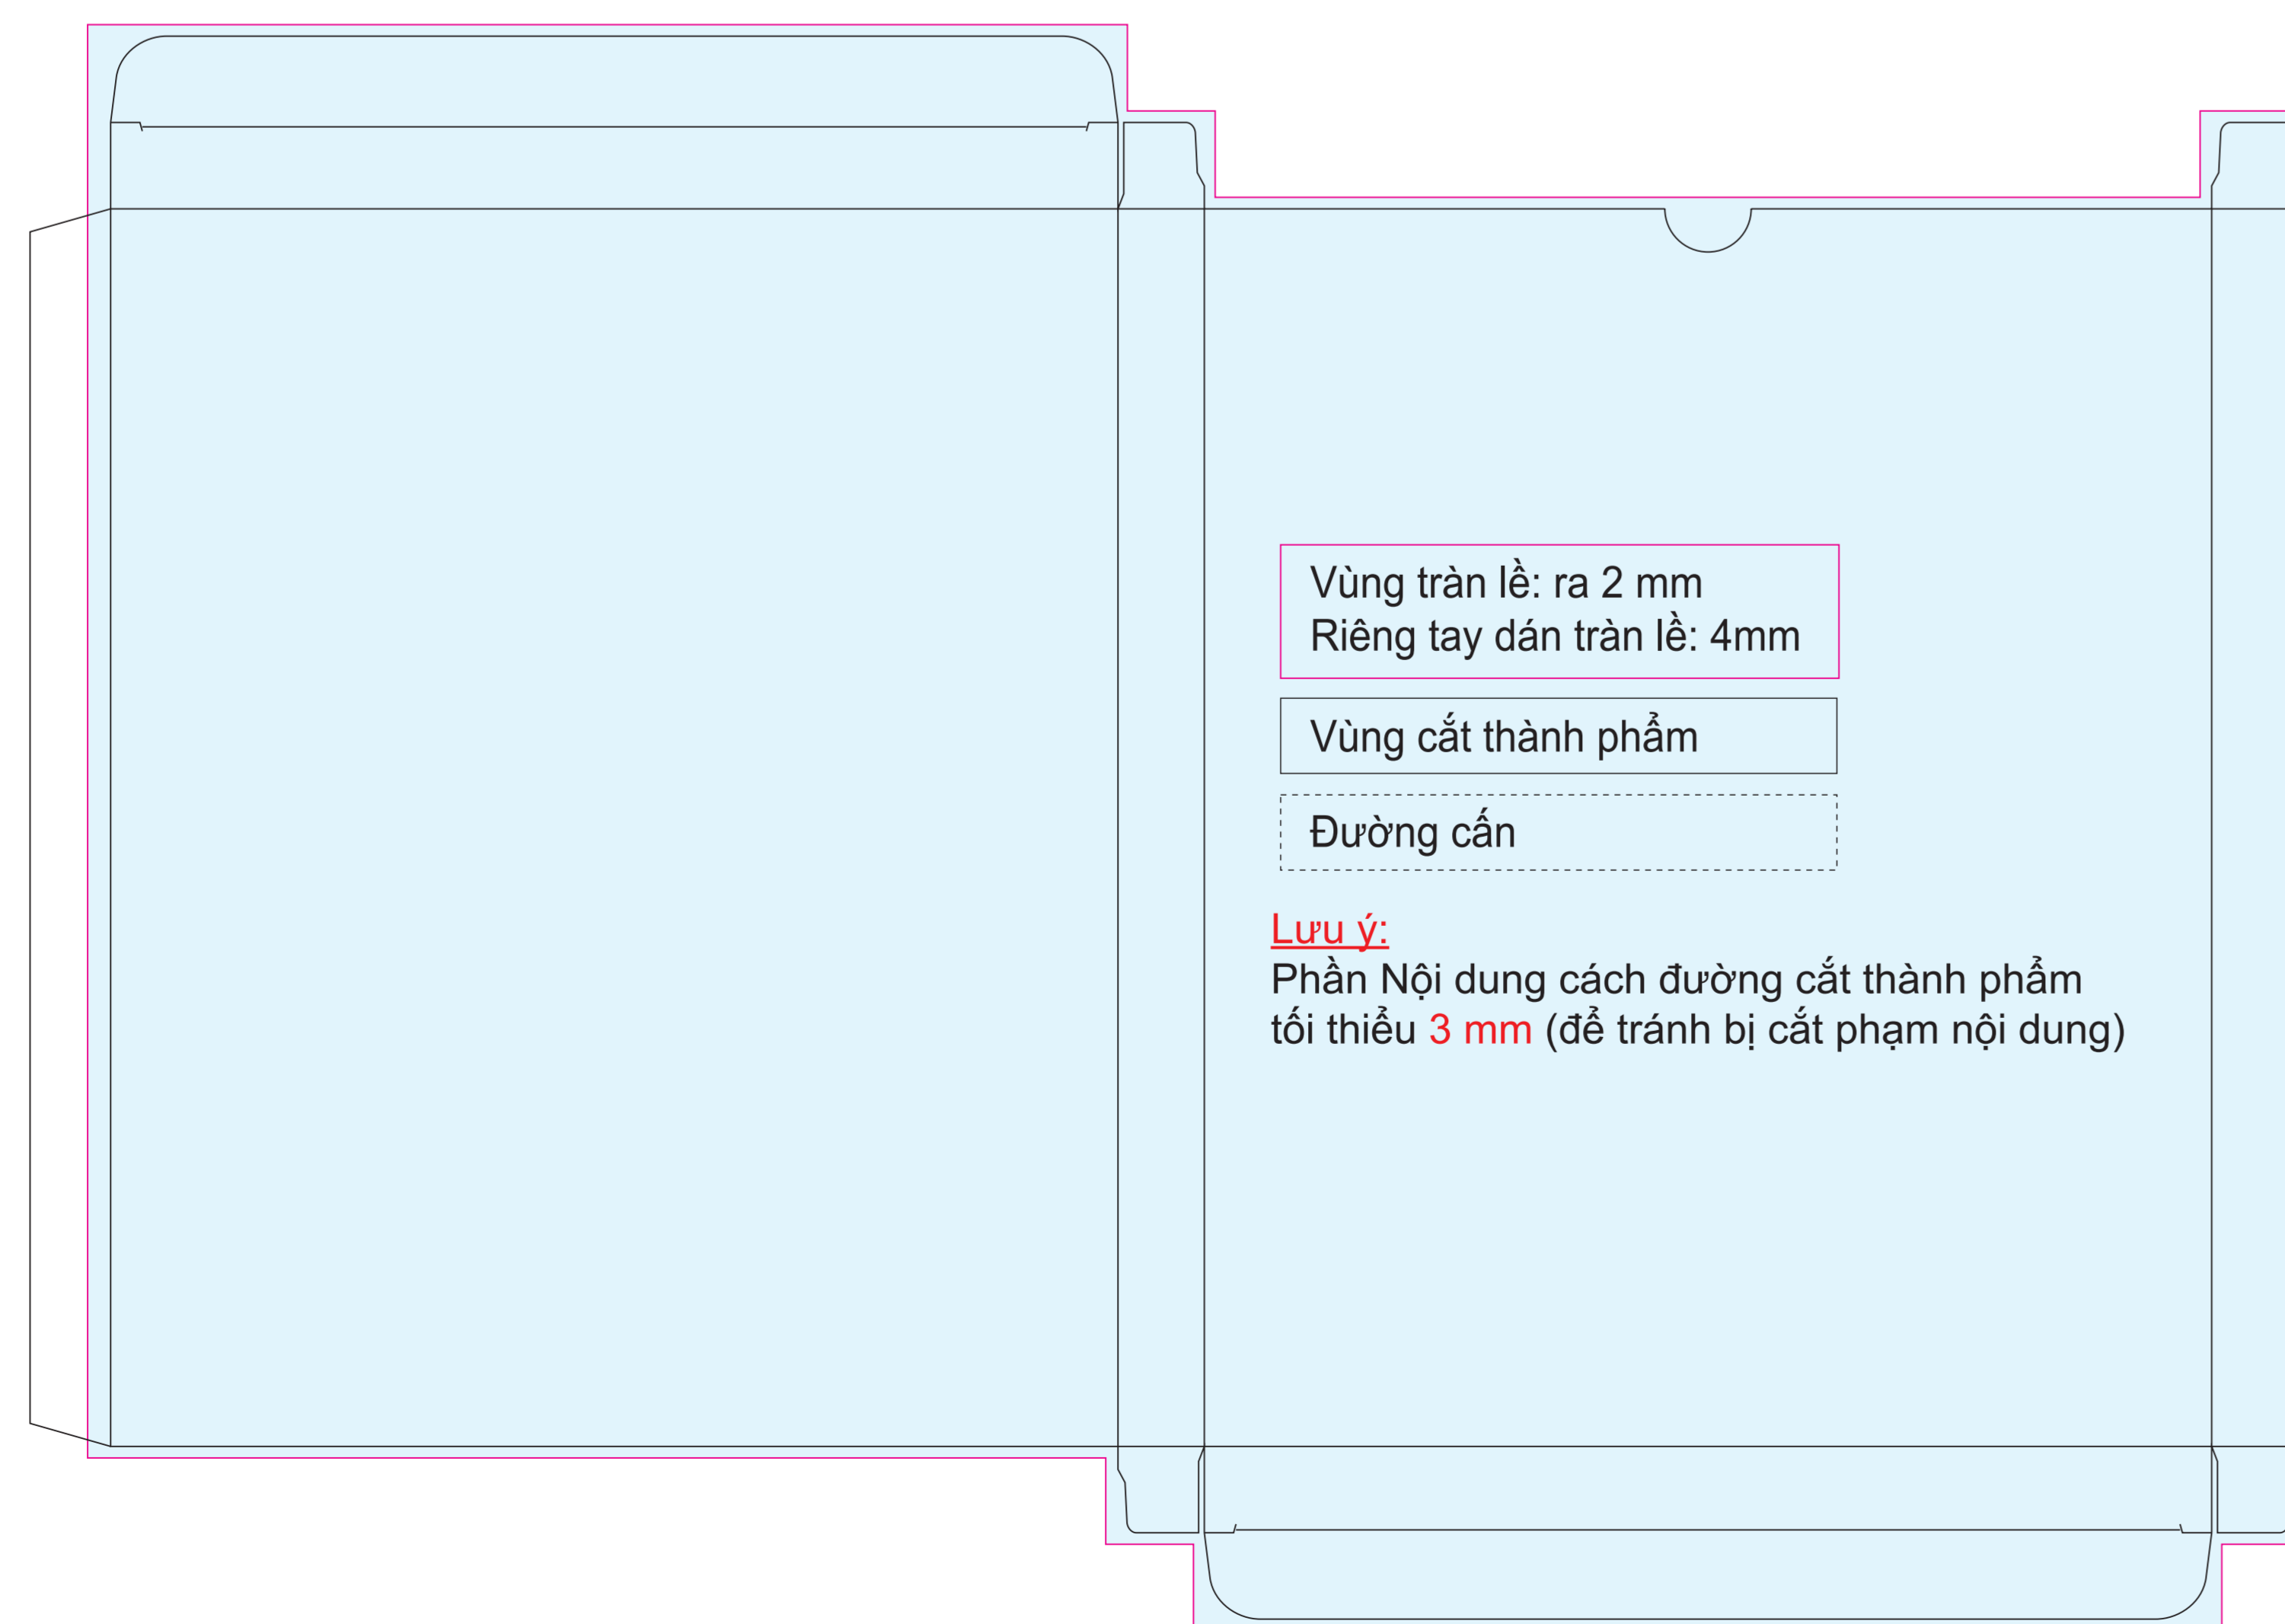 Vùng tràn lề: ra 2 mm
Riêng tay dán tràn lề: 4mm
Vùng cắt thành phẩm
Đường cấn
Lưu ý:
Phần Nội dung cách đường cắt thành phẩm
tối thiểu 3 mm (để tránh bị cắt phạm nội dung)